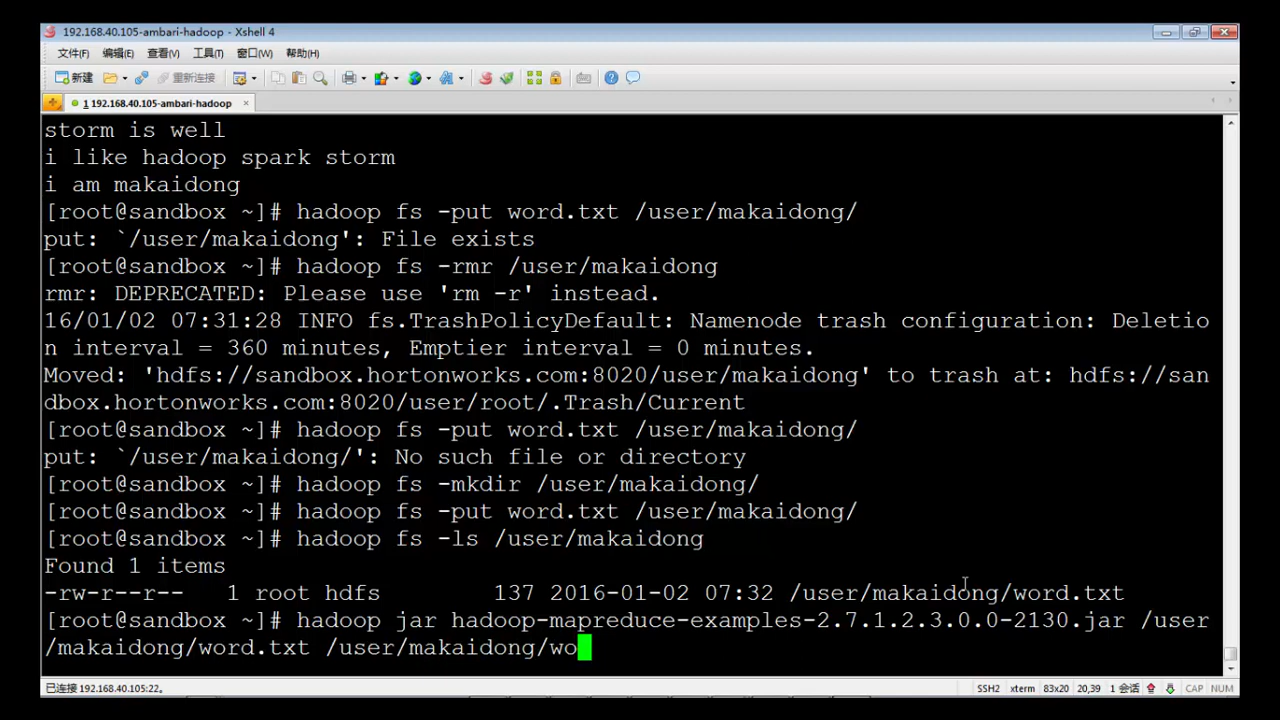 192.168.40.105-ambari-hadoop - Xshell 4
文件(F) 编辑(E) 查看(V) 工具(T) 窗口(W) 帮助(H)
新建 重新连接
1 192.168.40.105-ambari-hadoop
storm is well
i like hadoop spark storm
i am makaidong
[root@sandbox ~]# hadoop fs -put word.txt /user/makaidong/
put: `/user/makaidong': File exists
[root@sandbox ~]# hadoop fs -rmr /user/makaidong
rmr: DEPRECATED: Please use 'rm -r' instead.
16/01/02 07:31:28 INFO fs.TrashPolicyDefault: Namenode trash configuration: Deletio
n interval = 360 minutes, Emptier interval = 0 minutes.
Moved: 'hdfs://sandbox.hortonworks.com:8020/user/makaidong' to trash at: hdfs://san
dbox.hortonworks.com:8020/user/root/.Trash/Current
[root@sandbox ~]# hadoop fs -put word.txt /user/makaidong/
put: `/user/makaidong/': No such file or directory
[root@sandbox ~]# hadoop fs -mkdir /user/makaidong/
[root@sandbox ~]# hadoop fs -put word.txt /user/makaidong/
[root@sandbox ~]# hadoop fs -ls /user/makaidong
Found 1 items
-rw-r--r-- 1 root hdfs 137 2016-01-02 07:32 /user/makaidong/word.txt
[root@sandbox ~]# hadoop jar hadoop-mapreduce-examples-2.7.1.2.3.0.0-2130.jar /user
/makaidong/word.txt /user/makaidong/wo
已连接 192.168.40.105:22。 SSH2 xterm 83x20 20,39 1 会话 CAP NUM